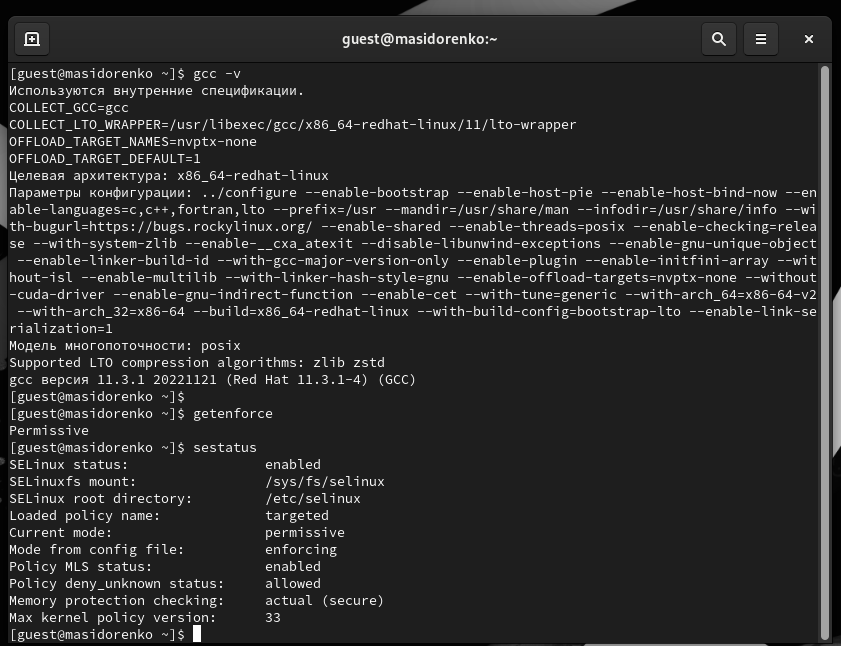 guest@masidorenko:~
[guest@masidorenko ~]$ gcc -v
Используются внутренние спецификации.
COLLECT_GCC=gcc
COLLECT_LTO_WRAPPER=/usr/libexec/gcc/x86_64-redhat-linux/11/lto-wrapper
OFFLOAD_TARGET_NAMES=nvptx-none
OFFLOAD_TARGET_DEFAULT=1
Целевая архитектура: x86_64-redhat-linux
Параметры конфигурации: ../configure --enable-bootstrap --enable-host-pie --enable-host-bind-now --en
able-languages=c,c++,fortran,lto --prefix=/usr --mandir=/usr/share/man --infodir=/usr/share/info --wi
th-bugurl=https://bugs.rockylinux.org/ --enable-shared --enable-threads=posix --enable-checking=relea
se --with-system-zlib --enable-__cxa_atexit --disable-libunwind-exceptions --enable-gnu-unique-object
 --enable-linker-build-id --with-gcc-major-version-only --enable-plugin --enable-initfini-array --wit
hout-isl --enable-multilib --with-linker-hash-style=gnu --enable-offload-targets=nvptx-none --without
-cuda-driver --enable-gnu-indirect-function --enable-cet --with-tune=generic --with-arch_64=x86-64-v2
 --with-arch_32=x86-64 --build=x86_64-redhat-linux --with-build-config=bootstrap-lto --enable-link-se
rialization=1
Модель многопоточности: posix
Supported LTO compression algorithms: zlib zstd
gcc версия 11.3.1 20221121 (Red Hat 11.3.1-4) (GCC)
[guest@masidorenko ~]$
[guest@masidorenko ~]$ getenforce
Permissive
[guest@masidorenko ~]$ sestatus
SELinux status:                 enabled
SELinuxfs mount:                /sys/fs/selinux
SELinux root directory:         /etc/selinux
Loaded policy name:             targeted
Current mode:                   permissive
Mode from config file:          enforcing
Policy MLS status:              enabled
Policy deny_unknown status:     allowed
Memory protection checking:     actual (secure)
Max kernel policy version:      33
[guest@masidorenko ~]$